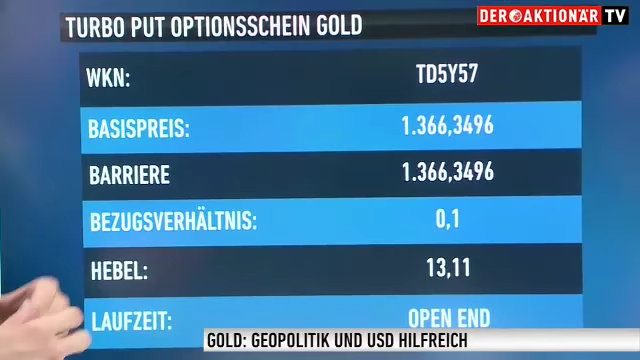 DER AKTIONÄR TV
TURBO PUT OPTIONSSCHEIN GOLD
WKN: TD5Y57
BASISPREIS: 1.366,3496
BARRIERE 1.366,3496
BEZUGSVERHÄLTNIS: 0,1
HEBEL: 13,11
LAUFZEIT: OPEN END
GOLD: GEOPOLITIK UND USD HILFREICH